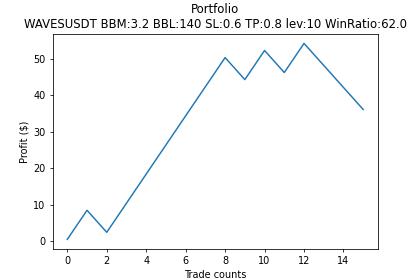 Portfolio
WAVESUSDT BBM:3.2 BBL:140 SL:0.6 TP:0.8 lev:10 WinRatio:62.0
50
40
30
20
10
0
Profit ($)
0 2 4 6 8 10 12 14
Trade counts